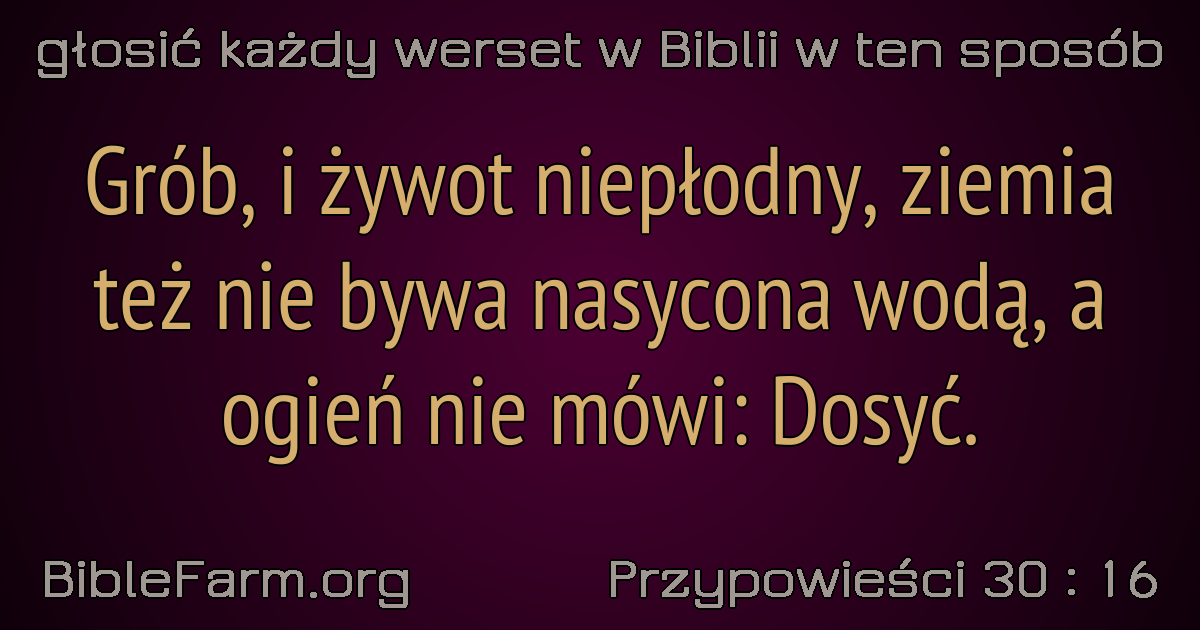 głosić każdy werset w Biblii w ten sposób
Grób, i żywot niepłodny, ziemia
też nie bywa nasycona wodą, a
ogień nie mówi: Dosyć.
BibleFarm.org
Przypowieści 30 : 16